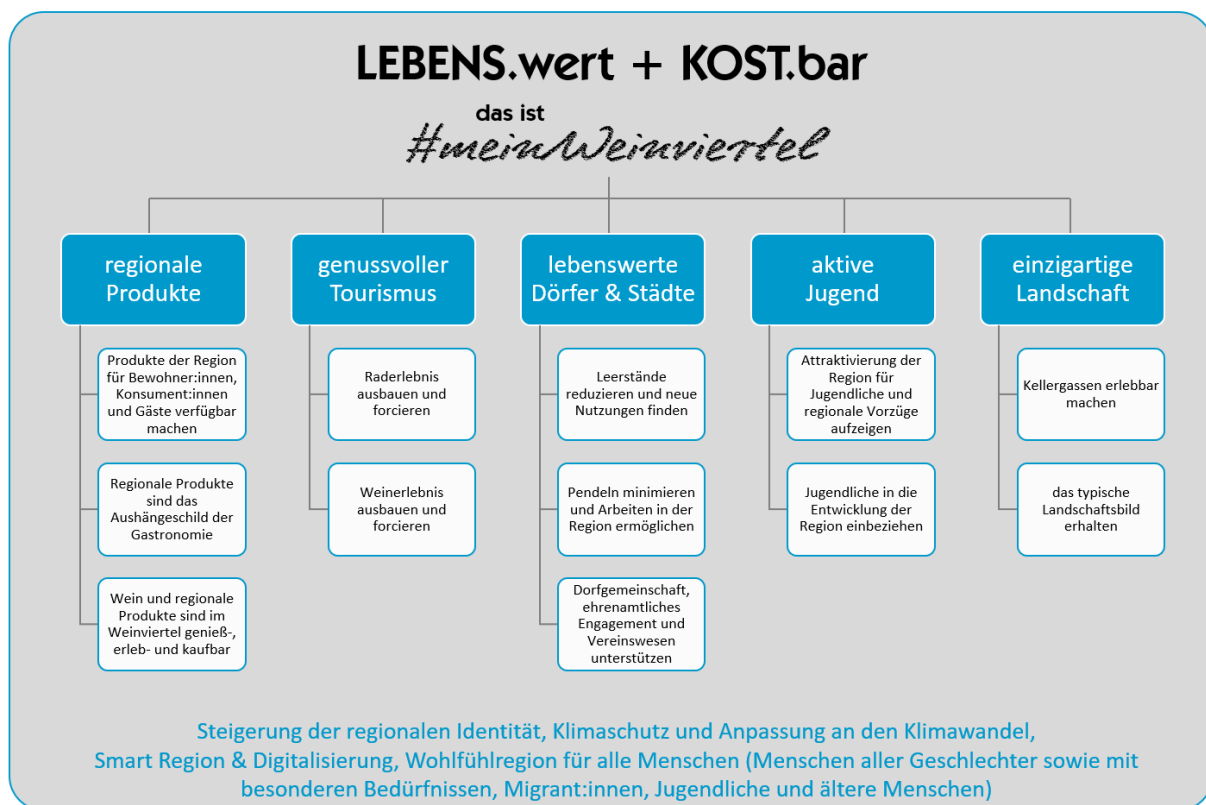 LEBENS.wert + KOST.bar
das ist
#meinWeinviertel
regionale
Produkte
Produkte der Region
für Bewohner:innen,
Konsument:innen
und Gäste verfügbar
machen
Regionale Produkte
sind das
Aushängeschild der
Gastronomie
Wein und regionale
Produkte sind im
Weinviertel genieß-,
erleb- und kaufbar
genussvoller
Tourismus
Raderlebnis
ausbauen und
forcieren
Weinerlebnis
ausbauen und
forcieren
lebenswerte
Dörfer & Städte
Leerstände
reduzieren und neue
Nutzungen finden
Pendeln minimieren
und Arbeiten in der
Region ermöglichen
Dorfgemeinschaft,
ehrenamtliches
Engagement und
Vereinswesen
unterstützen
aktive
Jugend
Attraktivierung der
Region für
Jugendliche und
regionale Vorzüge
aufzeigen
Jugendliche in die
Entwicklung der
Region einbeziehen
einzigartige
Landschaft
Kellergassen erlebbar
machen
das typische
Landschaftsbild
erhalten
Steigerung der regionalen Identität, Klimaschutz und Anpassung an den Klimawandel,
Smart Region & Digitalisierung, Wohlfühlregion für alle Menschen (Menschen aller Geschlechter sowie mit
besonderen Bedürfnissen, Migrant:innen, Jugendliche und ältere Menschen)